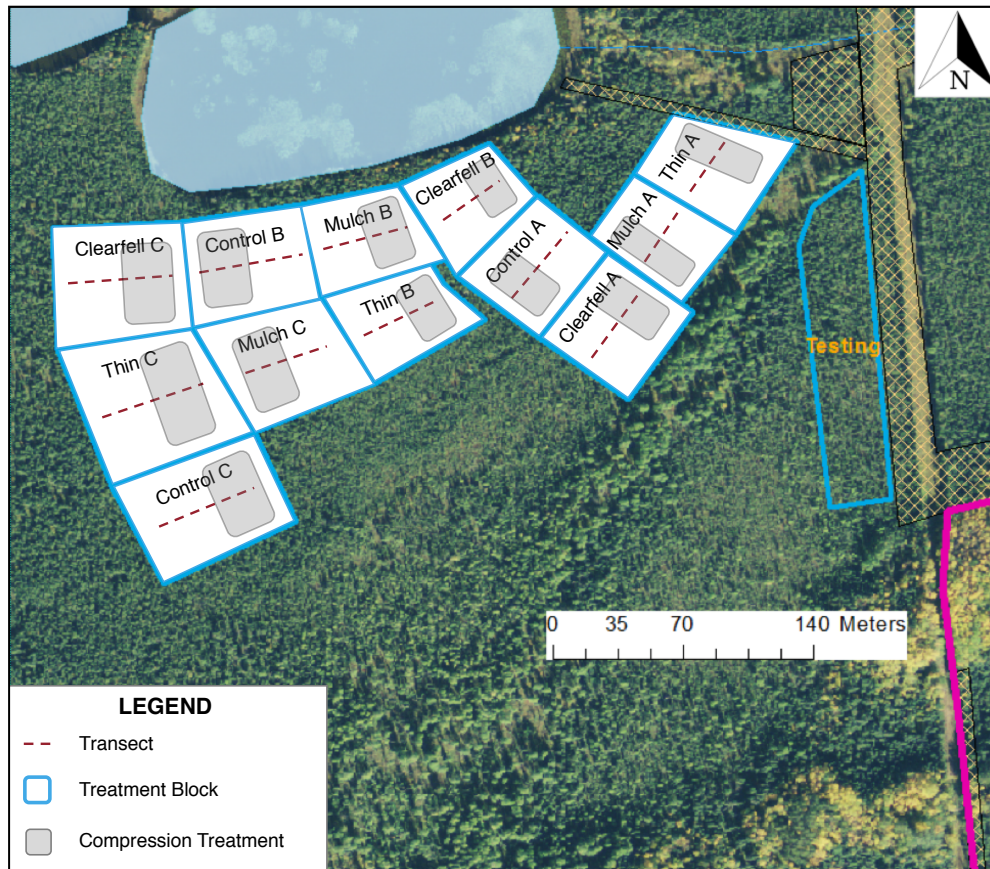 N
Thin A
Clearfell B
Mulch A
Mulch B
Control B
Clearfell C
Control A
Clearfell A
Thin B
Mulch C
Thin C
Testing
Control C
0 35 70 140 Meters
LEGEND
Transect
Treatment Block
Compression Treatment